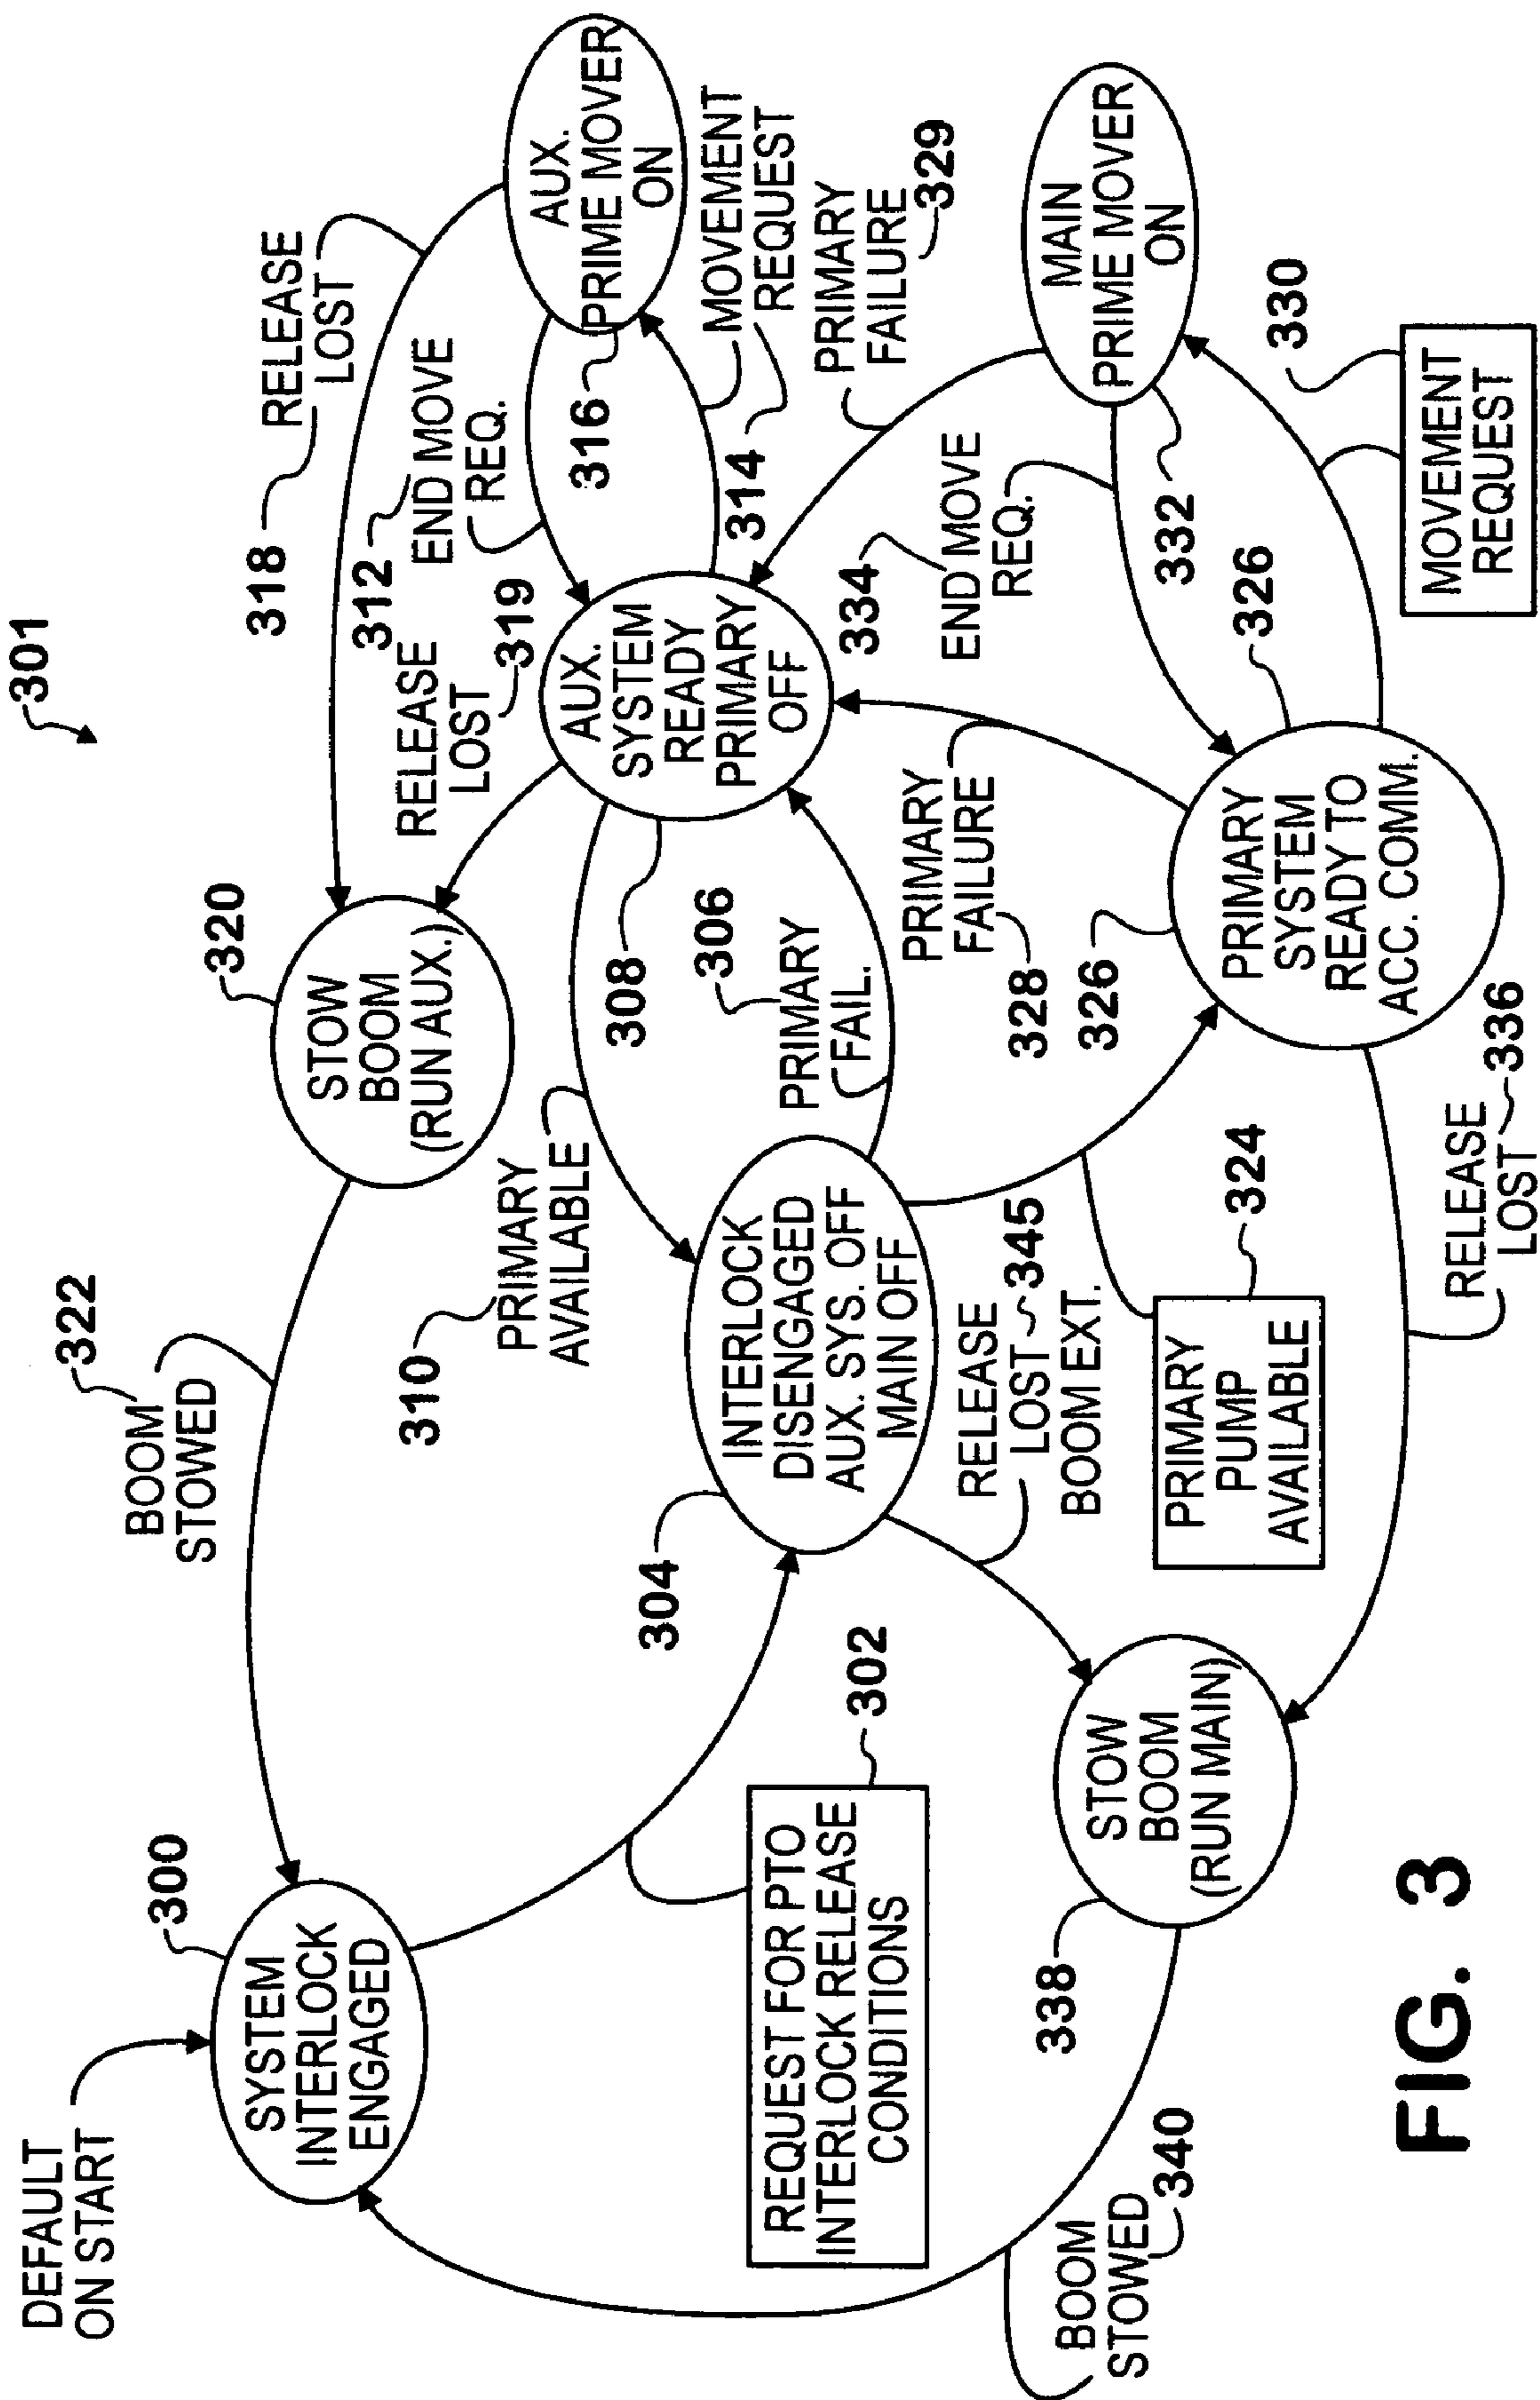 301
DEFAULT
ON START
300
SYSTEM
INTERLOCK
ENGAGED
322
BOOM
STOWED
320
STOW
BOOM
(RUN AUX.)
318
RELEASE
LOST
312
END MOVE
REQ.
RELEASE
LOST
319
316
AUX.
PRIME MOVER
ON
MOVEMENT
REQUEST
314
310
PRIMARY
AVAILABLE
308
AUX.
SYSTEM
READY
PRIMARY
OFF
306
PRIMARY
FAIL.
PRIMARY
FAILURE
329
304
INTERLOCK
DISENGAGED
AUX. SYS. OFF
MAIN OFF
302
REQUEST FOR PTO
INTERLOCK RELEASE
CONDITIONS
PRIMARY
FAILURE
328
334
END MOVE
REQ.
MAIN
PRIME MOVER
ON
332
RELEASE
LOST
345
BOOM EXT.
326
326
PRIMARY
SYSTEM
READY TO
ACC. COMM.
330
MOVEMENT
REQUEST
324
PRIMARY
PUMP
AVAILABLE
338
STOW
BOOM
(RUN MAIN)
BOOM
STOWED
340
RELEASE
LOST
336
FIG. 3